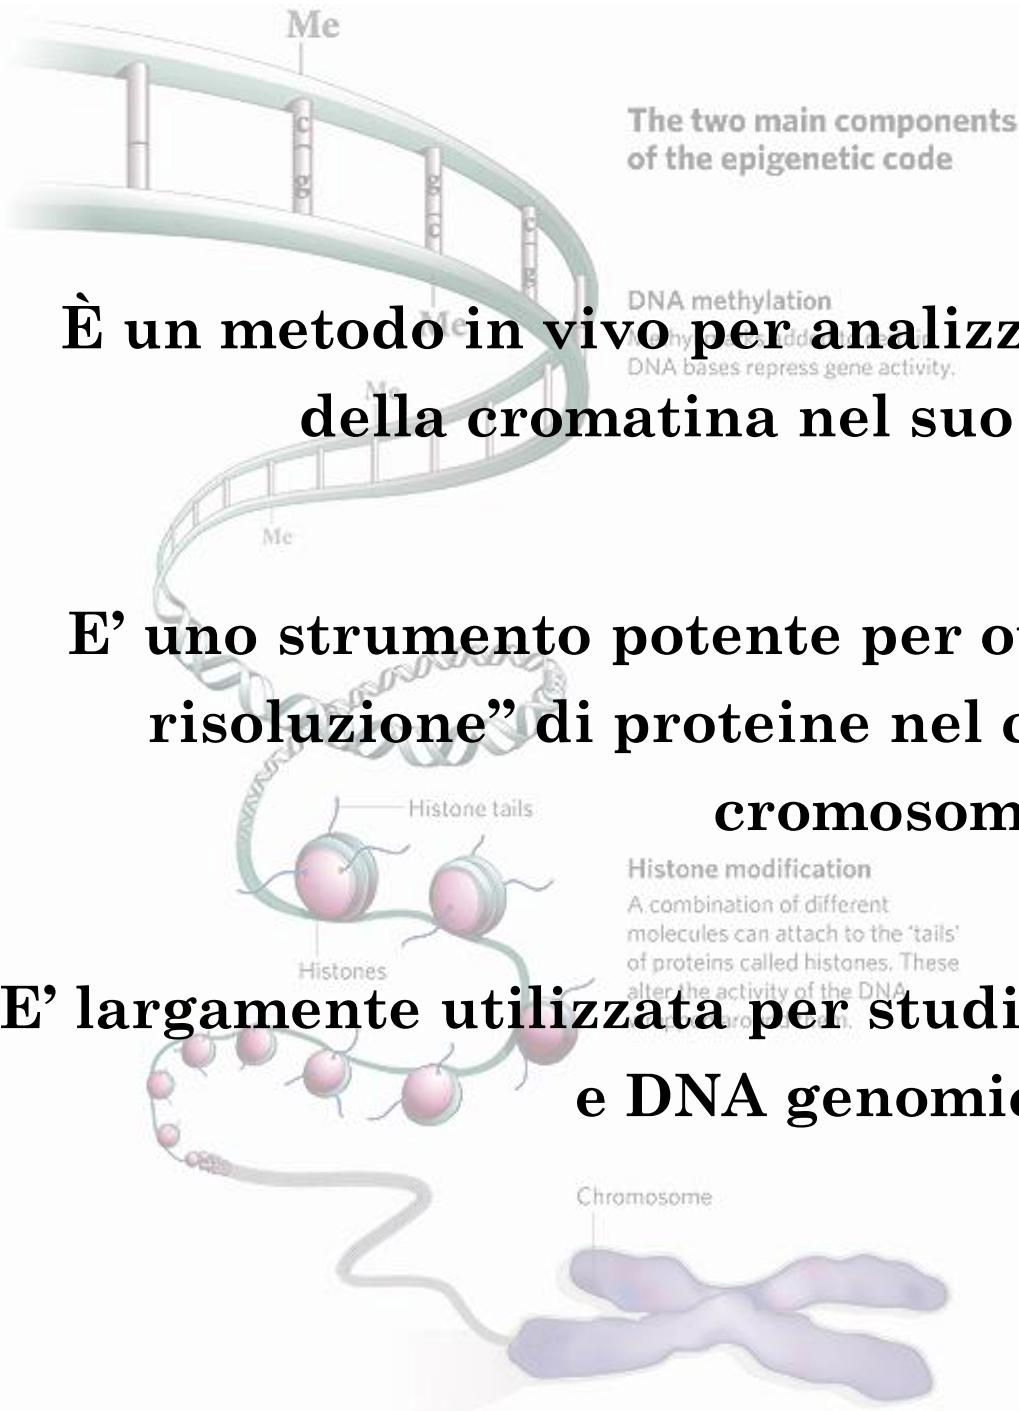 Me
c
g
g
c
c
g
The two main components
of the epigenetic code
DNA methylation
DNA bases repress gene activity.
È un metodo in vivo per analizz
Me
Me
della cromatina nel suo
Me
E’ uno strumento potente per
risoluzione” di proteine nel
cromosom
Histone tails
Histone modification
A combination of different
molecules can attach to the 'tails'
of proteins called histones. These
alter the activity of the DNA
Histones
E’ largamente utilizzata per studi
e DNA genomic
Chromosome